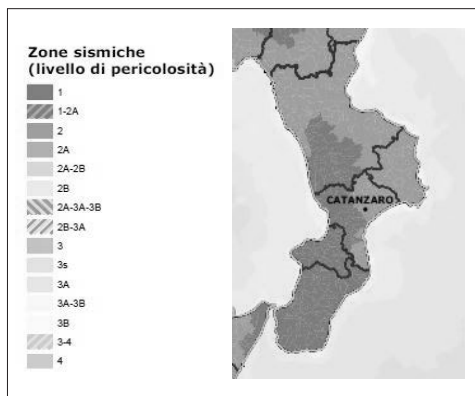 Zone sismiche
(livello di pericolosità)
1
1-2A
2
2A
2A-2B
2B
2A-3A-3B
2B-3A
3
3s
3A
3A-3B
3B
3-4
4
CATANZARO